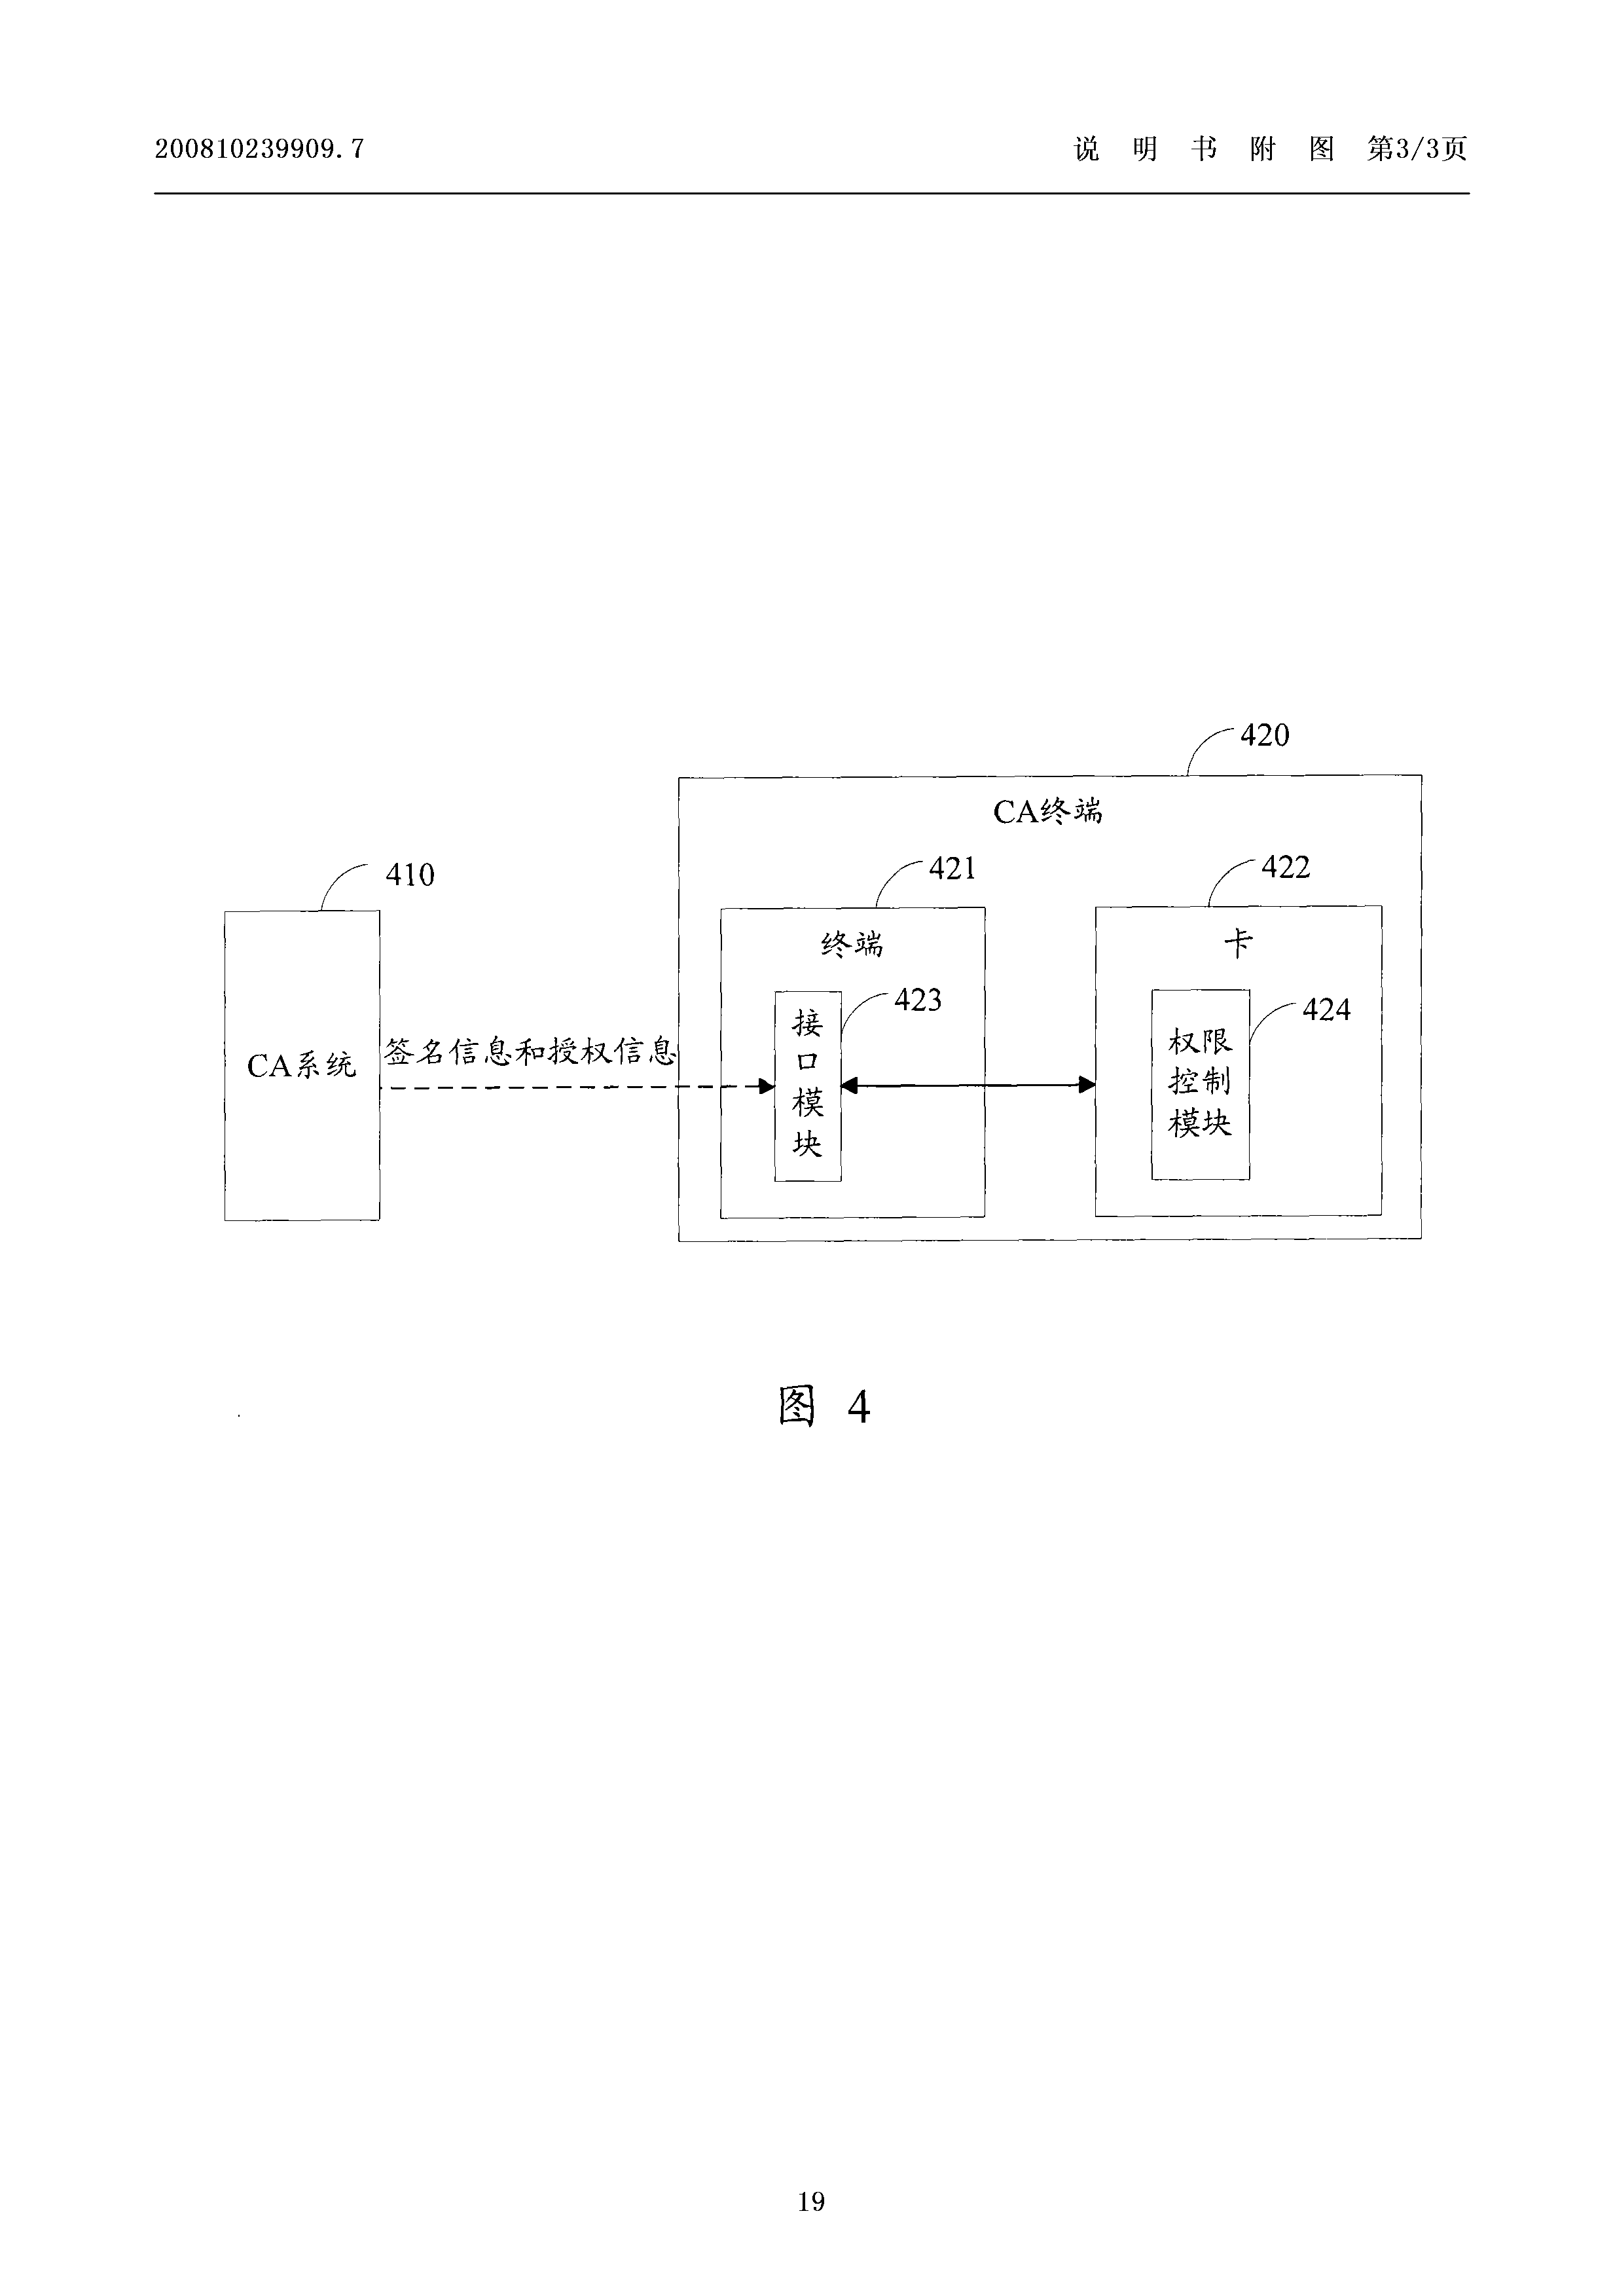 200810239909.7
说 明 书 附 图 第3/3页
420
CA终端
410
421
422
终端
卡
423
424
CA系统
签名信息和授权信息
接
口
模
块
权限
控制
模块
图 4
19